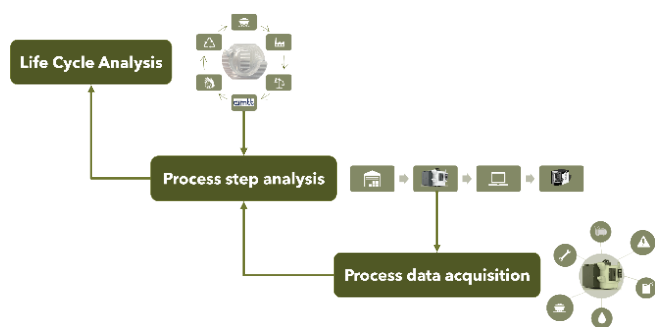 Life Cycle Analysis
Process step analysis
Process data acquisition